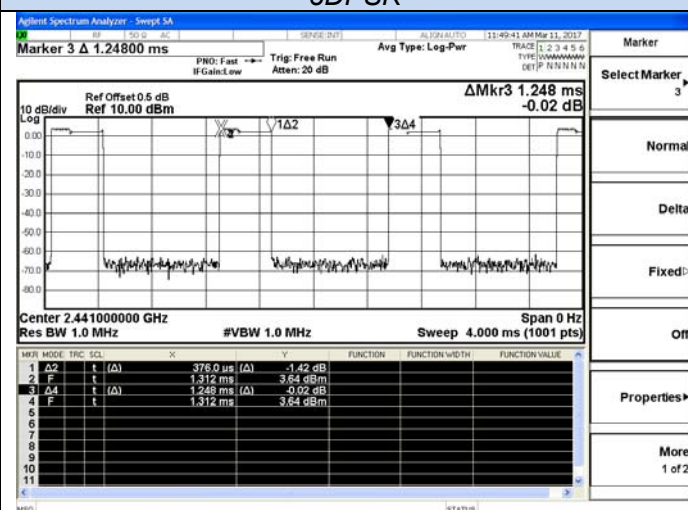 Agilent Spectrum Analyzer - Swept SA
RF 50 Ω AC SENSE:INT ALIGN AUTO 11:49:41 AM Mar 11, 2017
Marker 3 Δ 1.24800 ms
PNO: Fast
IFGain:Low
Trig: Free Run
Atten: 20 dB
Avg Type: Log-Pwr
TRACE 1 2 3 4 5 6
TYPE WWWWWW
DET P N N N N N
Ref Offset 0.5 dB
10 dB/div Ref 10.00 dBm
Log
ΔMkr3 1.248 ms
-0.02 dB
0.00
-10.0
-20.0
-30.0
-40.0
-50.0
-60.0
-70.0
-80.0
1Δ2
3Δ4
Center 2.441000000 GHz Span 0 Hz
Res BW 1.0 MHz #VBW 1.0 MHz Sweep 4.000 ms (1001 pts)
MKR MODE TRC SCL X Y FUNCTION FUNCTION WIDTH FUNCTION VALUE
1 Δ2 t (Δ) 376.0 µs (Δ) -1.42 dB
2 F t 1.312 ms 3.64 dBm
3 Δ4 t (Δ) 1.248 ms (Δ) -0.02 dB
4 F t 1.312 ms 3.64 dBm
5
6
7
8
9
10
11
MSG STATUS
Marker
Select Marker
3
Normal
Delta
Fixed
Off
Properties
More
1 of 2